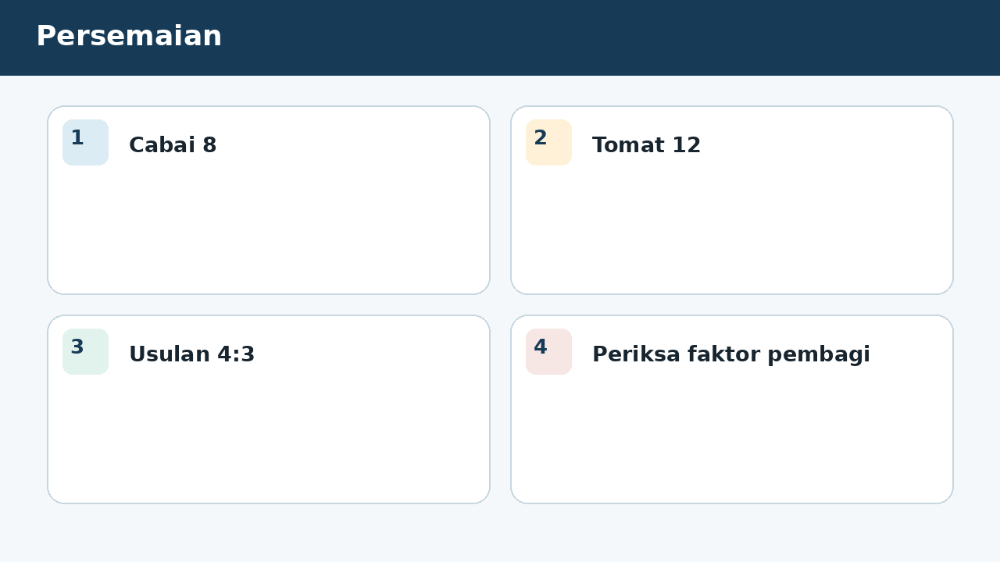 Persemaian
1
Cabai 8
2
Tomat 12
3
Usulan 4:3
4
Periksa faktor pembagi